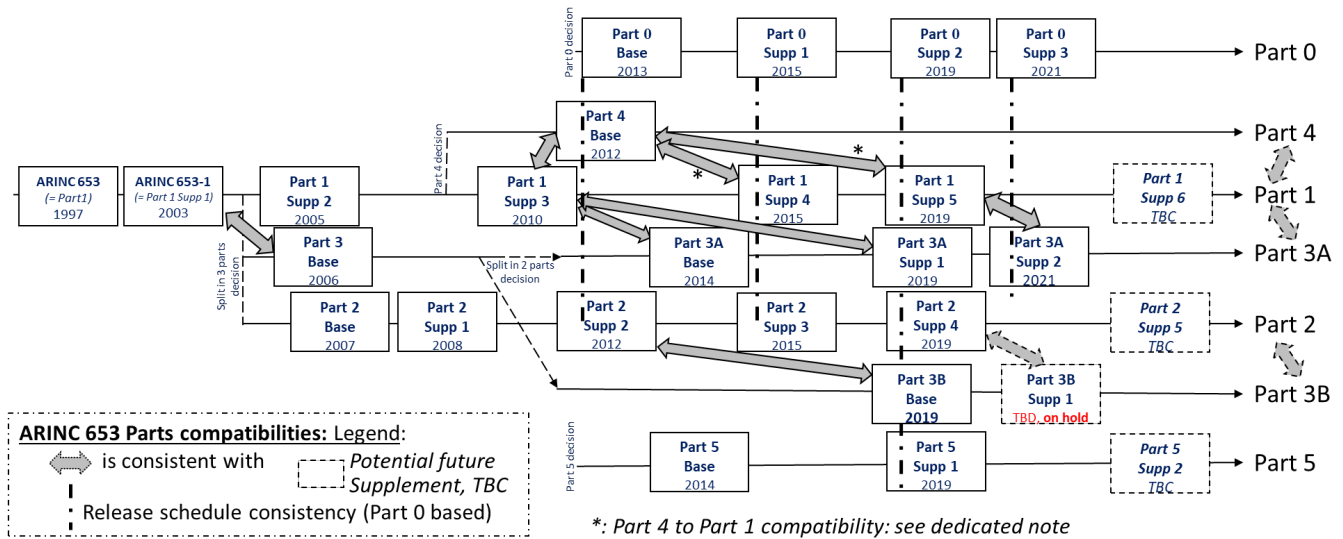 Part 0 decision
Part 0
Base
2013
Part 0
Supp 1
2015
Part 0
Supp 2
2019
Part 0
Supp 3
2021
Part 0
Part 4 decision
Part 4
Base
2012
*
*
Part 4
ARINC 653
(= Part1)
1997
ARINC 653-1
(= Part 1 Supp 1)
2003
Part 1
Supp 2
2005
Part 1
Supp 3
2010
Part 1
Supp 4
2015
Part 1
Supp 5
2019
Part 1
Supp 6
TBC
Part 1
Split in 3 parts
decision
Part 3
Base
2006
Split in 2 parts
decision
Part 3A
Base
2014
Part 3A
Supp 1
2019
Part 3A
Supp 2
2021
Part 3A
Part 2
Base
2007
Part 2
Supp 1
2008
Part 2
Supp 2
2012
Part 2
Supp 3
2015
Part 2
Supp 4
2019
Part 2
Supp 5
TBC
Part 2
Part 3B
Base
2019
Part 3B
Supp 1
TBD, on hold
Part 3B
Part 5 decision
Part 5
Base
2014
Part 5
Supp 1
2019
Part 5
Supp 2
TBC
Part 5
ARINC 653 Parts compatibilities: Legend:
is consistent with
Potential future
Supplement, TBC
Release schedule consistency (Part 0 based)
*: Part 4 to Part 1 compatibility: see dedicated note